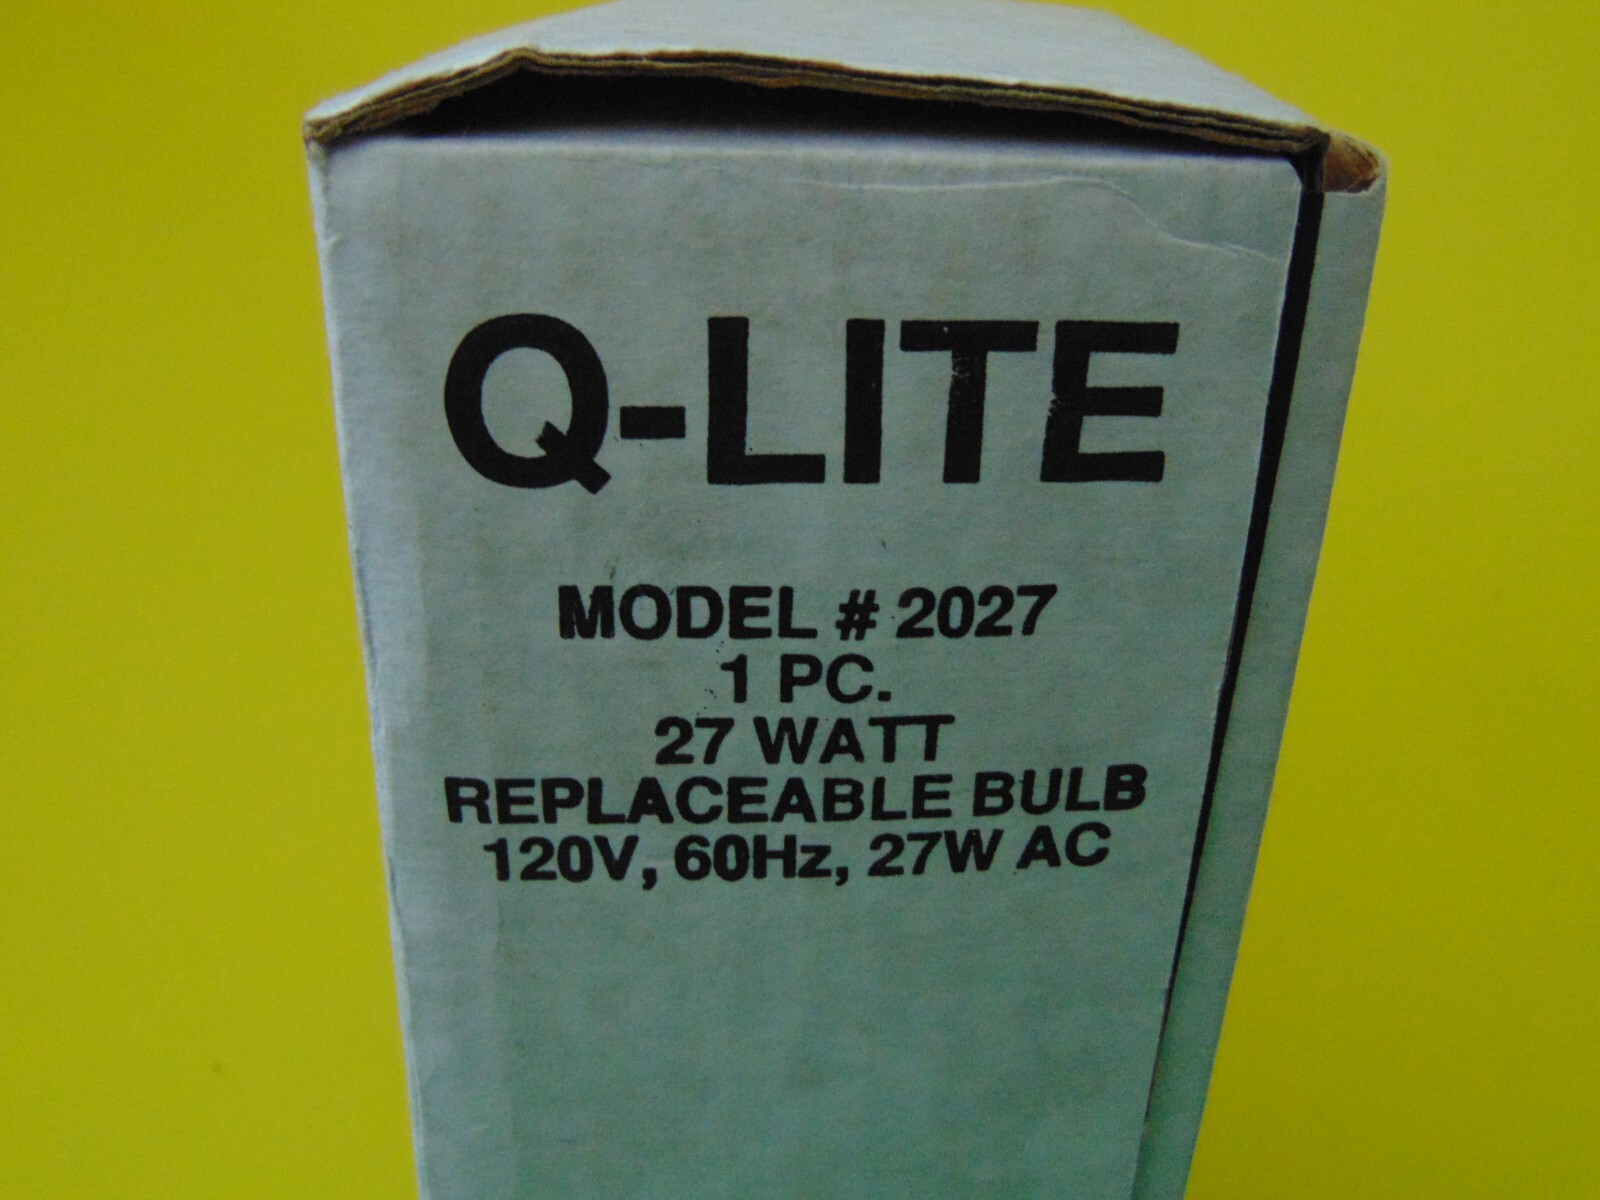 Q-LITE
MODEL # 2027
1 PC.
27 WATT
REPLACEABLE BULB
120V, 60Hz, 27W AC